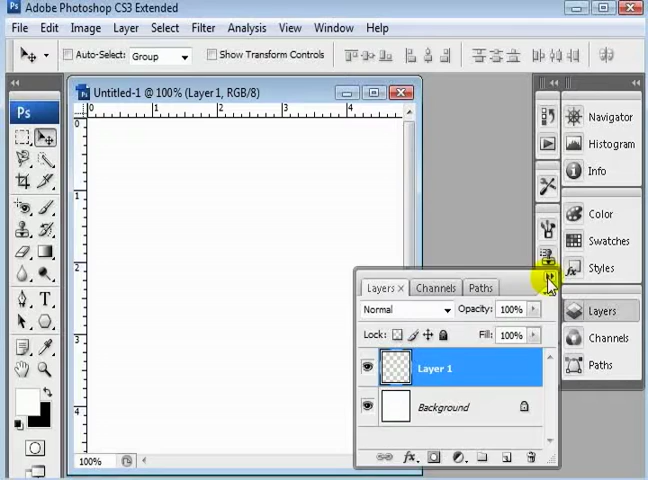 Adobe Photoshop CS3 Extended
File Edit Image Layer Select Filter Analysis View Window Help
Auto-Select: Group Show Transform Controls
Untitled-1 @ 100% (Layer 1, RGB/8)
0 1 2 3 4
Ps
0
1
2
3
4
100%
Navigator
Histogram
Info
Color
Swatches
Styles
Layers
Channels
Paths
Layers × Channels Paths
Normal Opacity: 100%
Lock: Fill: 100%
Layer 1
Background